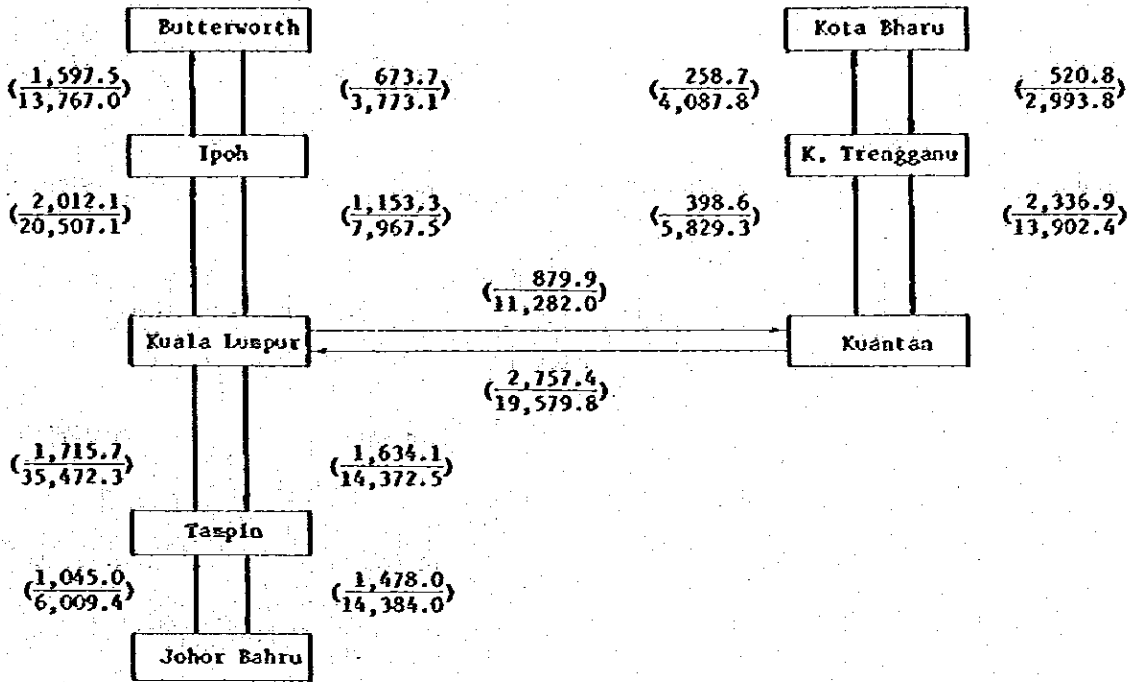 Butterworth Kota Bharu
(1,597.5 (673.7 (258.7 (520.8
13,767.0) 3,773.1) 4,087.8) 2,993.8)
Ipoh K. Trengganu
(2,012.1 (1,153.3 (398.6 (2,336.9
20,507.1) 7,967.5) 5,829.3) 13,902.4)
(879.9
11,282.0)
Kuala Lumpur Kuantan
(2,757.4
19,579.8)
(1,715.7 (1,634.1
35,472.3) 14,372.5)
Tampin
(1,045.0 (1,478.0
6,009.4) 14,384.0)
Johor Bahru